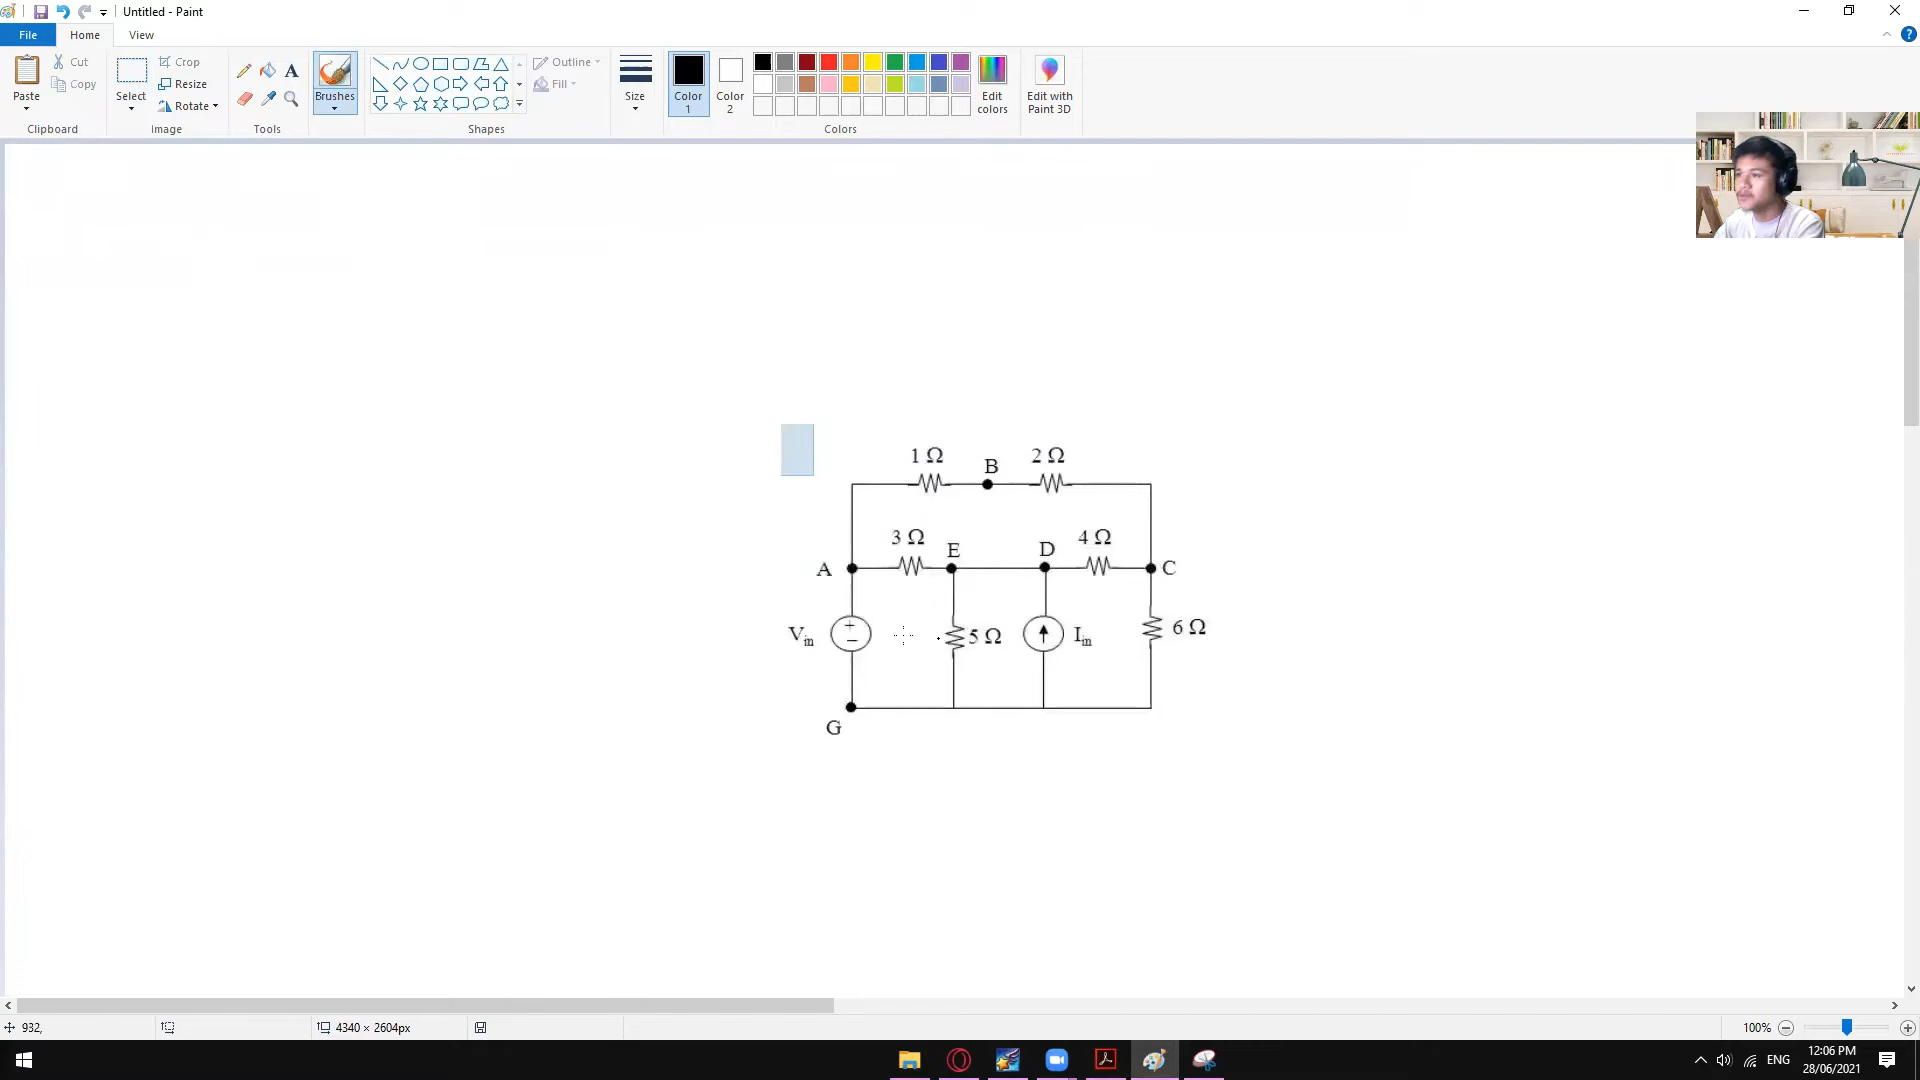 Untitled - Paint
File Home View
Paste
Cut
Copy
Clipboard
Select
Crop
Resize
Rotate
Image
A
Tools
Brushes
Outline
Fill
Shapes
Size
Color 1
Color 2
Edit colors
Colors
Edit with Paint 3D
1 Ω B 2 Ω
3 Ω E D 4 Ω
A C
Vin + − 5 Ω Iin 6 Ω
G
932,
4340 × 2604px
100%
ENG
12:06 PM
28/06/2021